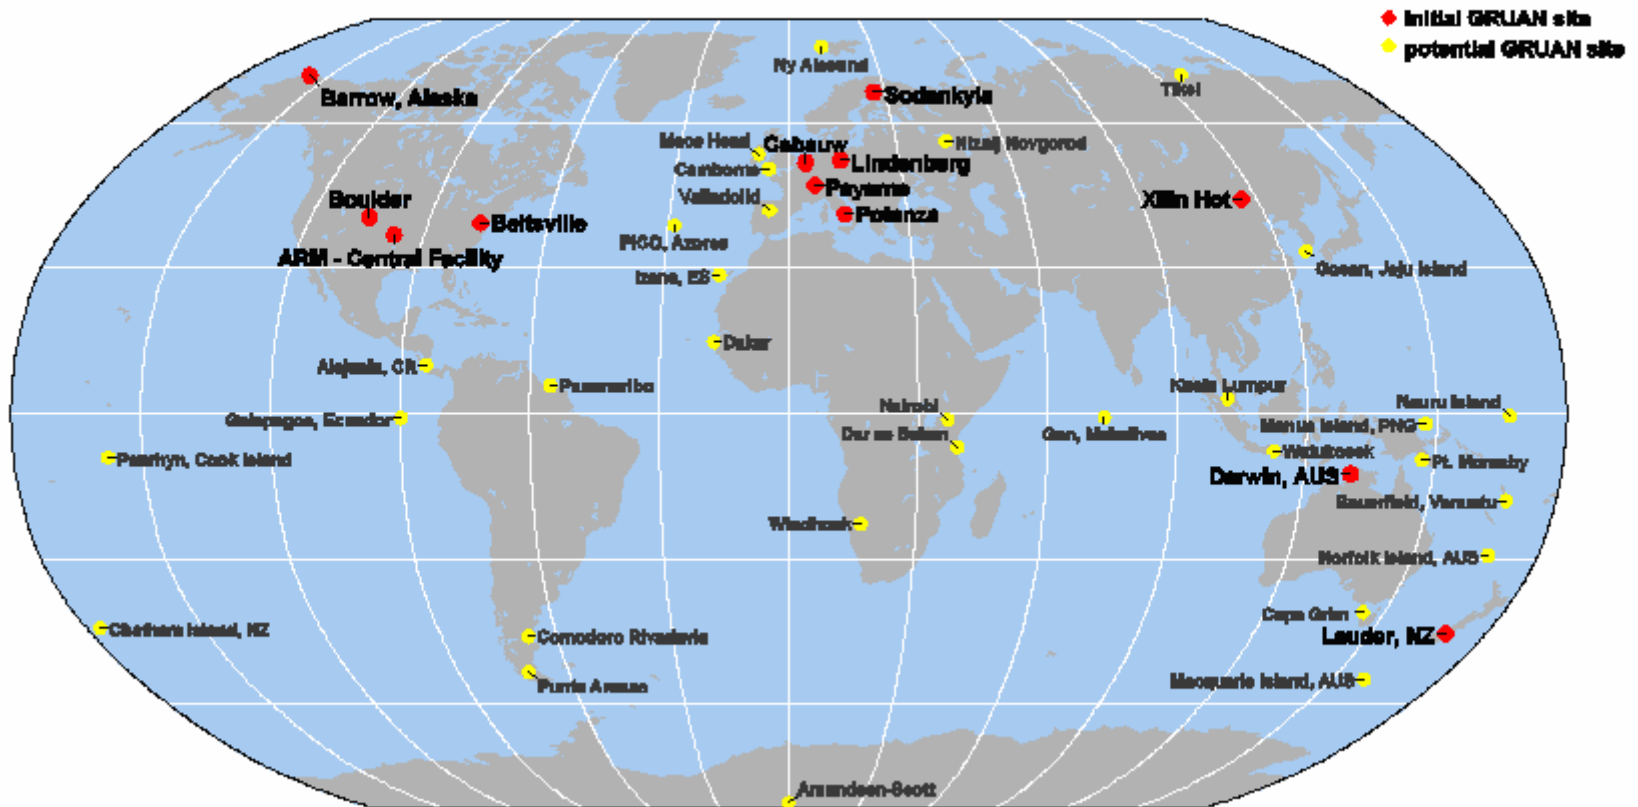 Initial GRUAN site
potential GRUAN site
Ny Alesund
Tiksi
Barrow, Alaska
Sodankyla
Mace Head
Cabauw
Nizhij Novgorod
Camborne
Lindenberg
Valladolid
Payerne
Boulder
Xilin Hot
Beltsville
Potenza
PICO, Azores
ARM - Central Facility
Izana, ES
Gosan, Jeju Island
Dakar
Alajuela, CR
Paramaribo
Kuala Lumpur
Nairobi
Nauru Island
Galapagos, Ecuador
Manus Island, PNG
Dar es Salam
Gan, Maledives
Penrhyn, Cook Island
Watukosek
Pt. Moresby
Darwin, AUS
Bauerfield, Vanuatu
Windhoek
Norfolk Island, AUS
Cape Grim
Chatham Island, NZ
Comodoro Rivadavia
Lauder, NZ
Macquarie Island, AUS
Punta Arenas
Amundsen-Scott